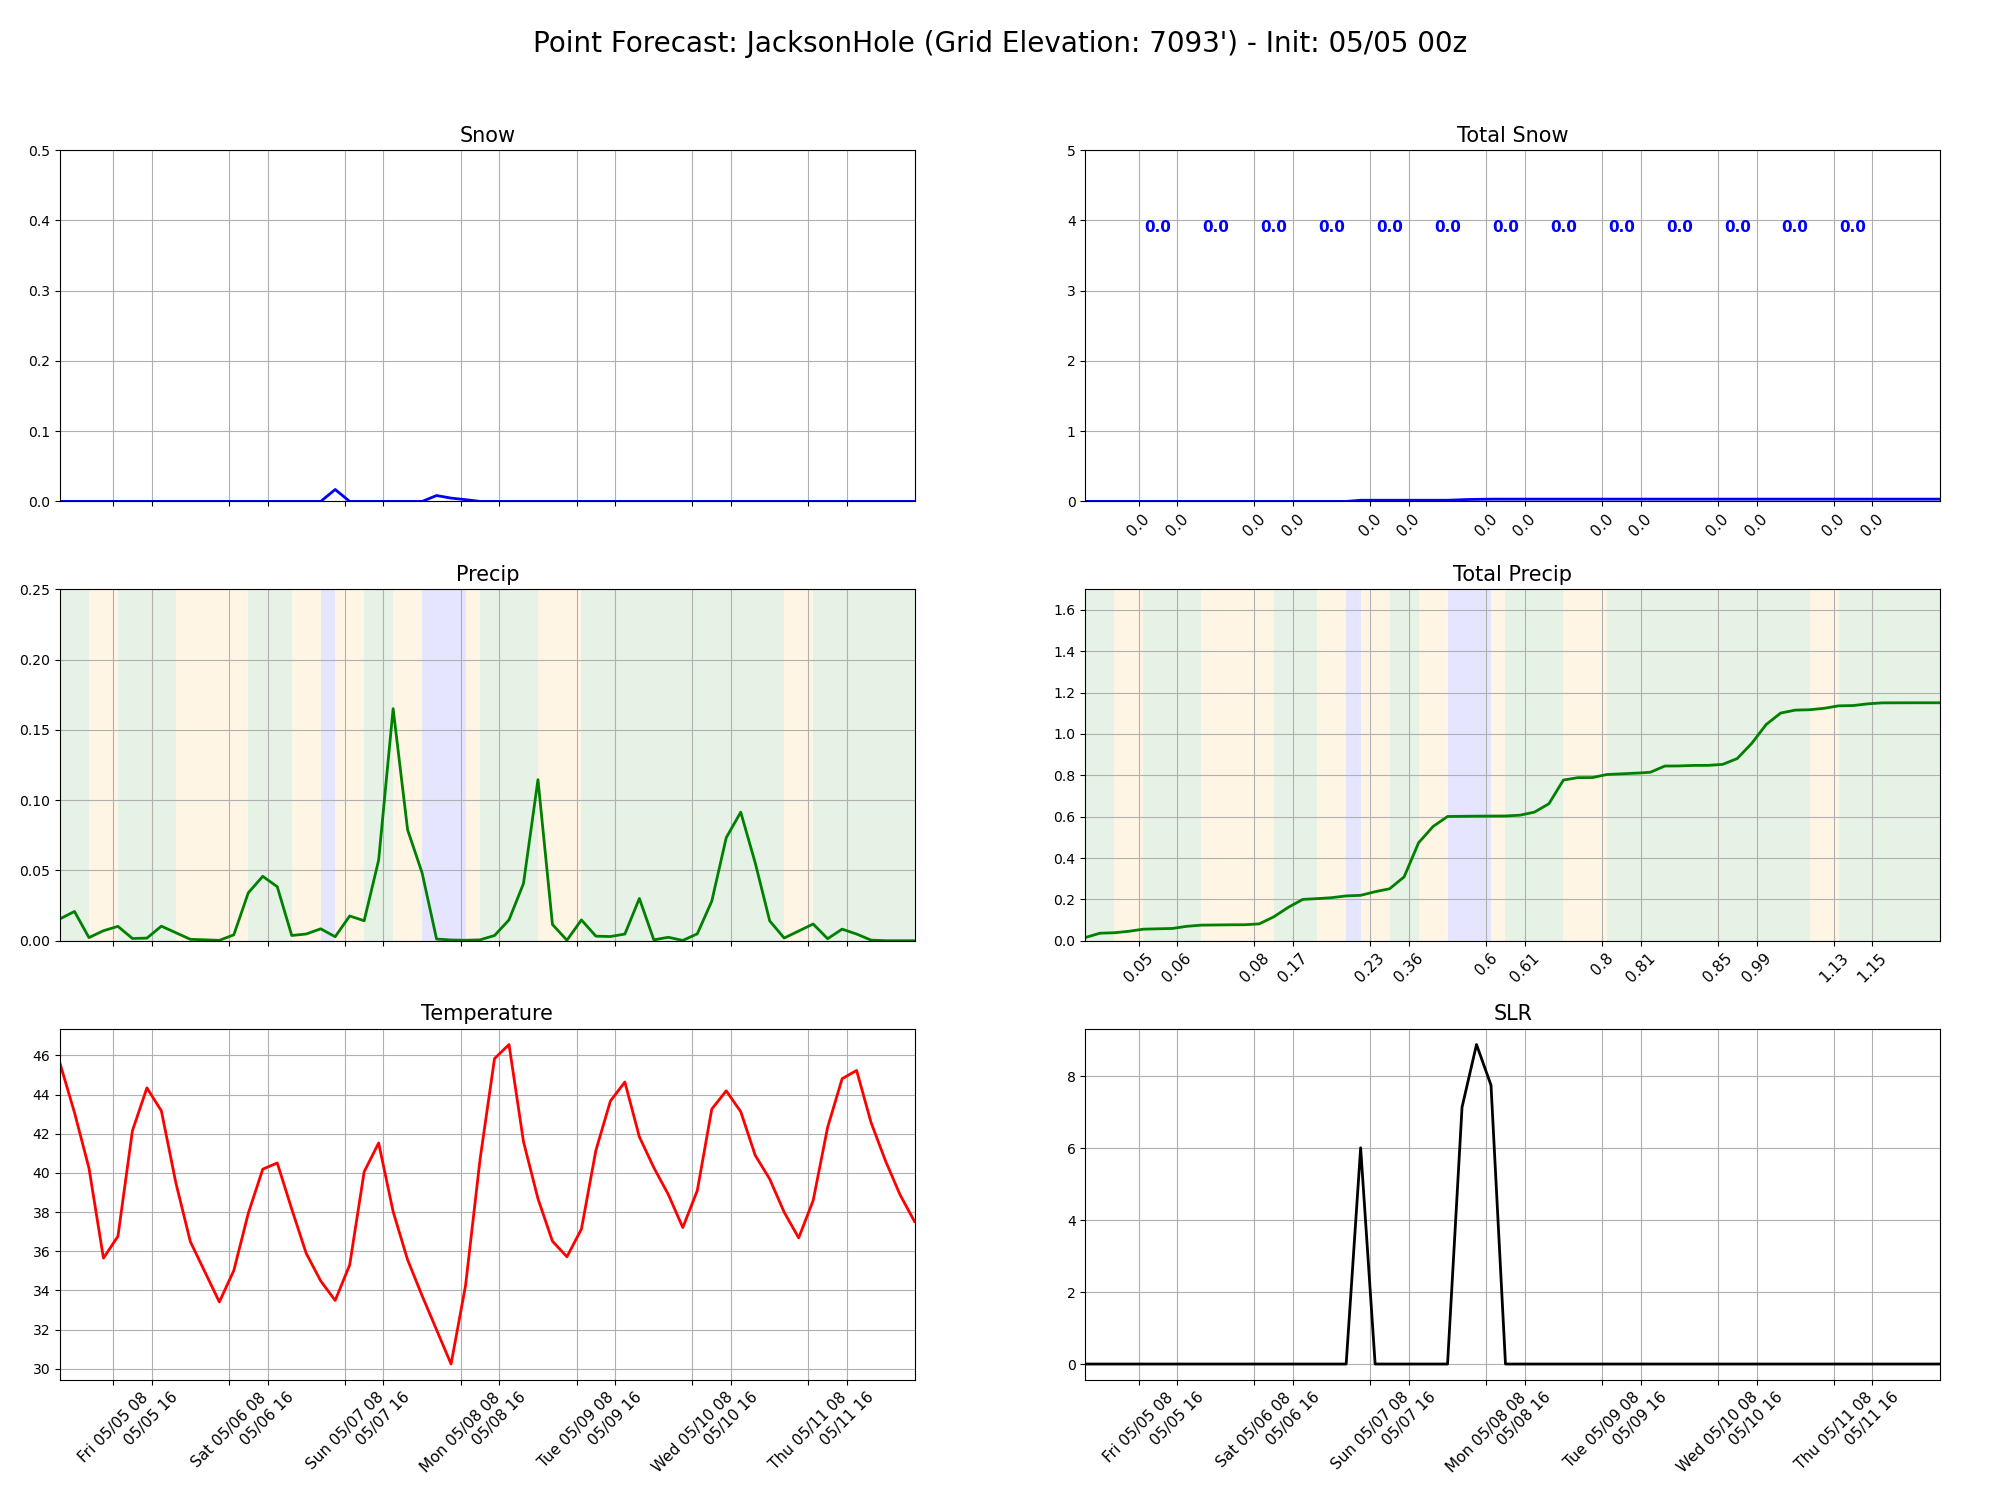 Point Forecast: JacksonHole (Grid Elevation: 7093') - Init: 05/05 00z
Snow
0.5
0.4
0.3
0.2
0.1
0.0
Total Snow
5
4
3
2
1
0
0.0 0.0 0.0 0.0 0.0 0.0 0.0 0.0 0.0 0.0 0.0 0.0 0.0
0.0 0.0 0.0 0.0 0.0 0.0 0.0 0.0 0.0 0.0 0.0 0.0 0.0 0.0
Precip
0.25
0.20
0.15
0.10
0.05
0.00
Total Precip
1.6
1.4
1.2
1.0
0.8
0.6
0.4
0.2
0.0
0.05 0.06 0.08 0.17 0.23 0.36 0.6 0.61 0.8 0.81 0.85 0.99 1.13 1.15
Temperature
46
44
42
40
38
36
34
32
30
Fri 05/05 08
05/05 16
Sat 05/06 08
05/06 16
Sun 05/07 08
05/07 16
Mon 05/08 08
05/08 16
Tue 05/09 08
05/09 16
Wed 05/10 08
05/10 16
Thu 05/11 08
05/11 16
SLR
8
6
4
2
0
Fri 05/05 08
05/05 16
Sat 05/06 08
05/06 16
Sun 05/07 08
05/07 16
Mon 05/08 08
05/08 16
Tue 05/09 08
05/09 16
Wed 05/10 08
05/10 16
Thu 05/11 08
05/11 16